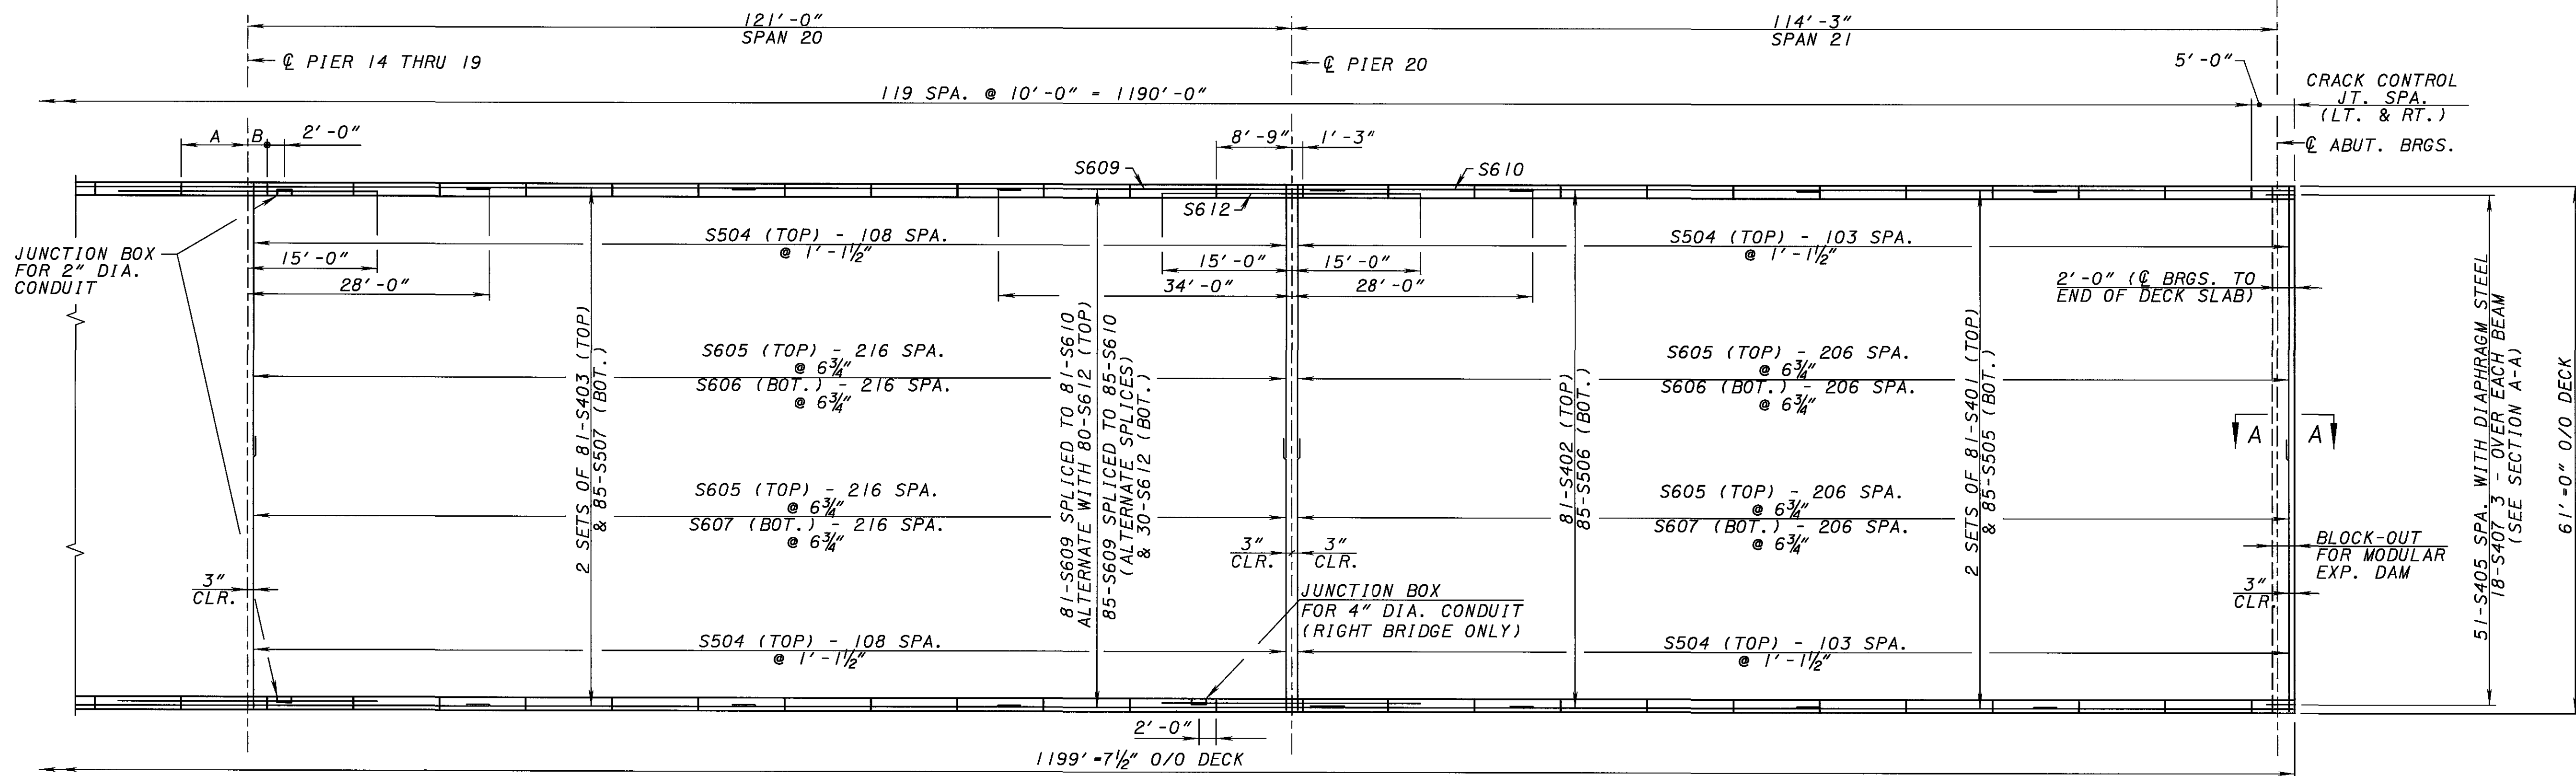 121'-0"
SPAN 20
114'-3"
SPAN 21
℄ PIER 14 THRU 19
℄ PIER 20
5'-0"
119 SPA. @ 10'-0" = 1190'-0"
CRACK CONTROL
JT. SPA.
(LT. & RT.)
℄ ABUT. BRGS.
A
B
2'-0"
8'-9"
1'-3"
S609
S610
S612
JUNCTION BOX
FOR 2" DIA.
CONDUIT
S504 (TOP) - 108 SPA.
@ 1'-1½"
S504 (TOP) - 103 SPA.
@ 1'-1½"
15'-0"
28'-0"
15'-0"
15'-0"
34'-0"
28'-0"
2'-0" (℄ BRGS. TO
END OF DECK SLAB)
2 SETS OF 81-S403 (TOP)
& 85-S507 (BOT.)
S605 (TOP) - 216 SPA.
@ 6¾"
S606 (BOT.) - 216 SPA.
@ 6¾"
81-S609 SPLICED TO 81-S610
ALTERNATE WITH 80-S612 (TOP)
85-S609 SPLICED TO 85-S610
(ALTERNATE SPLICES)
& 30-S612 (BOT.)
81-S402 (TOP)
85-S506 (BOT.)
S605 (TOP) - 206 SPA.
@ 6¾"
S606 (BOT.) - 206 SPA.
@ 6¾"
2 SETS OF 81-S401 (TOP)
& 85-S505 (BOT.)
A
A
51-S405 SPA. WITH DIAPHRAGM STEEL
18-S407 3 - OVER EACH BEAM
(SEE SECTION A-A)
61'=0" O/O DECK
S605 (TOP) - 216 SPA.
@ 6¾"
S607 (BOT.) - 216 SPA.
@ 6¾"
S605 (TOP) - 206 SPA.
@ 6¾"
S607 (BOT.) - 206 SPA.
@ 6¾"
3"
CLR.
3"
CLR.
3"
CLR.
3"
CLR.
BLOCK-OUT
FOR MODULAR
EXP. DAM
JUNCTION BOX
FOR 4" DIA. CONDUIT
(RIGHT BRIDGE ONLY)
S504 (TOP) - 108 SPA.
@ 1'-1½"
S504 (TOP) - 103 SPA.
@ 1'-1½"
2'-0"
1199'=7½" O/O DECK